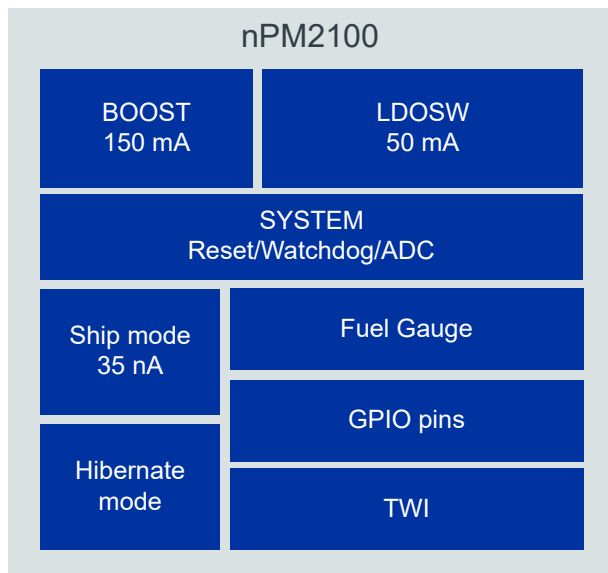 nPM2100
BOOST
150 mA
LDOSW
50 mA
SYSTEM
Reset/Watchdog/ADC
Ship mode
35 nA
Fuel Gauge
GPIO pins
Hibernate
mode
TWI